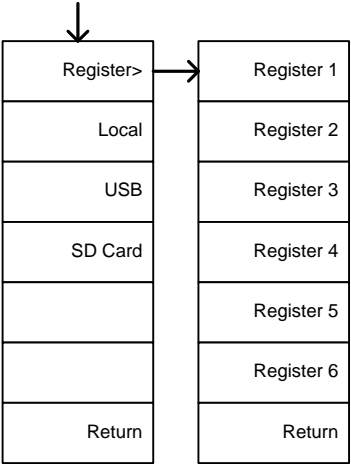 Register>
Local
USB
SD Card
Return
Register 1
Register 2
Register 3
Register 4
Register 5
Register 6
Return